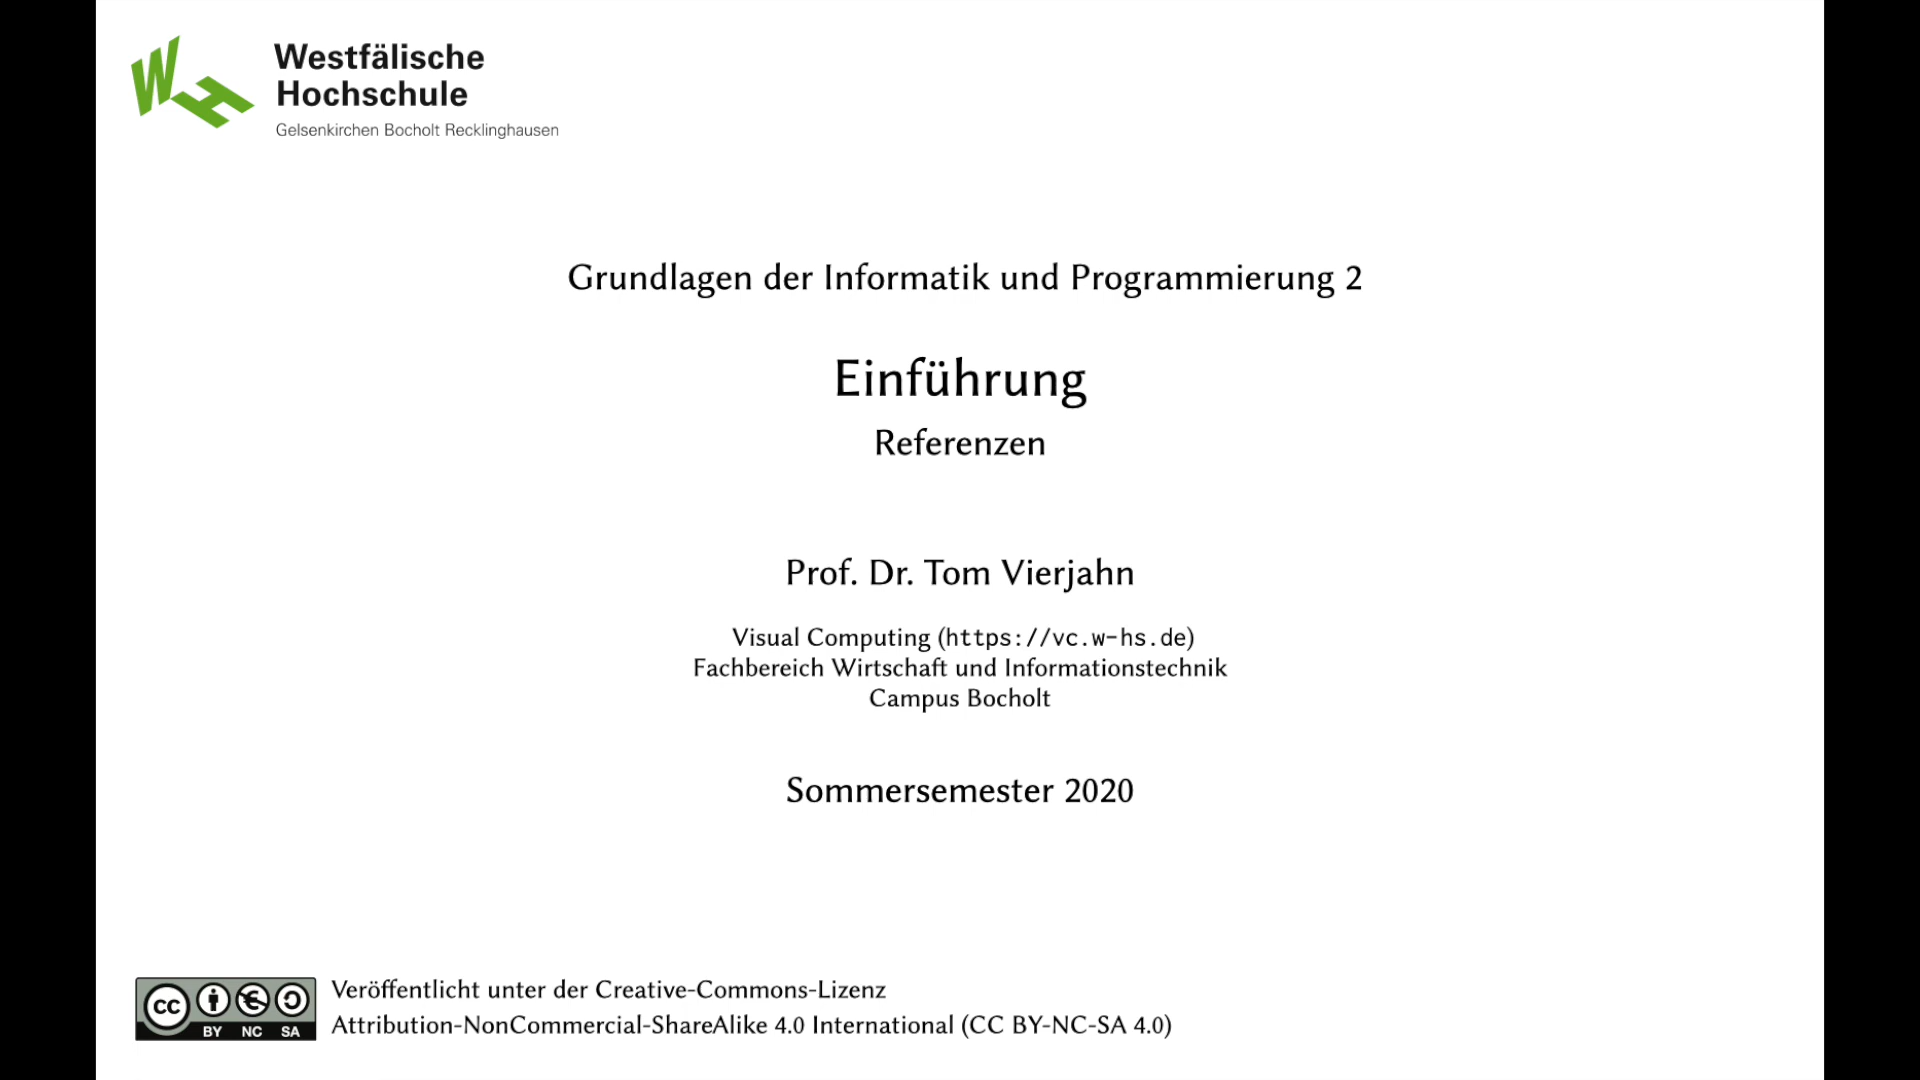 WH
Westfälische
Hochschule
Gelsenkirchen Bocholt Recklinghausen
Grundlagen der Informatik und Programmierung 2
Einführung
Referenzen
Prof. Dr. Tom Vierjahn
Visual Computing (https://vc.w-hs.de)
Fachbereich Wirtschaft und Informationstechnik
Campus Bocholt
Sommersemester 2020
cc
BY NC SA
Veröffentlicht unter der Creative-Commons-Lizenz
Attribution-NonCommercial-ShareAlike 4.0 International (CC BY-NC-SA 4.0)